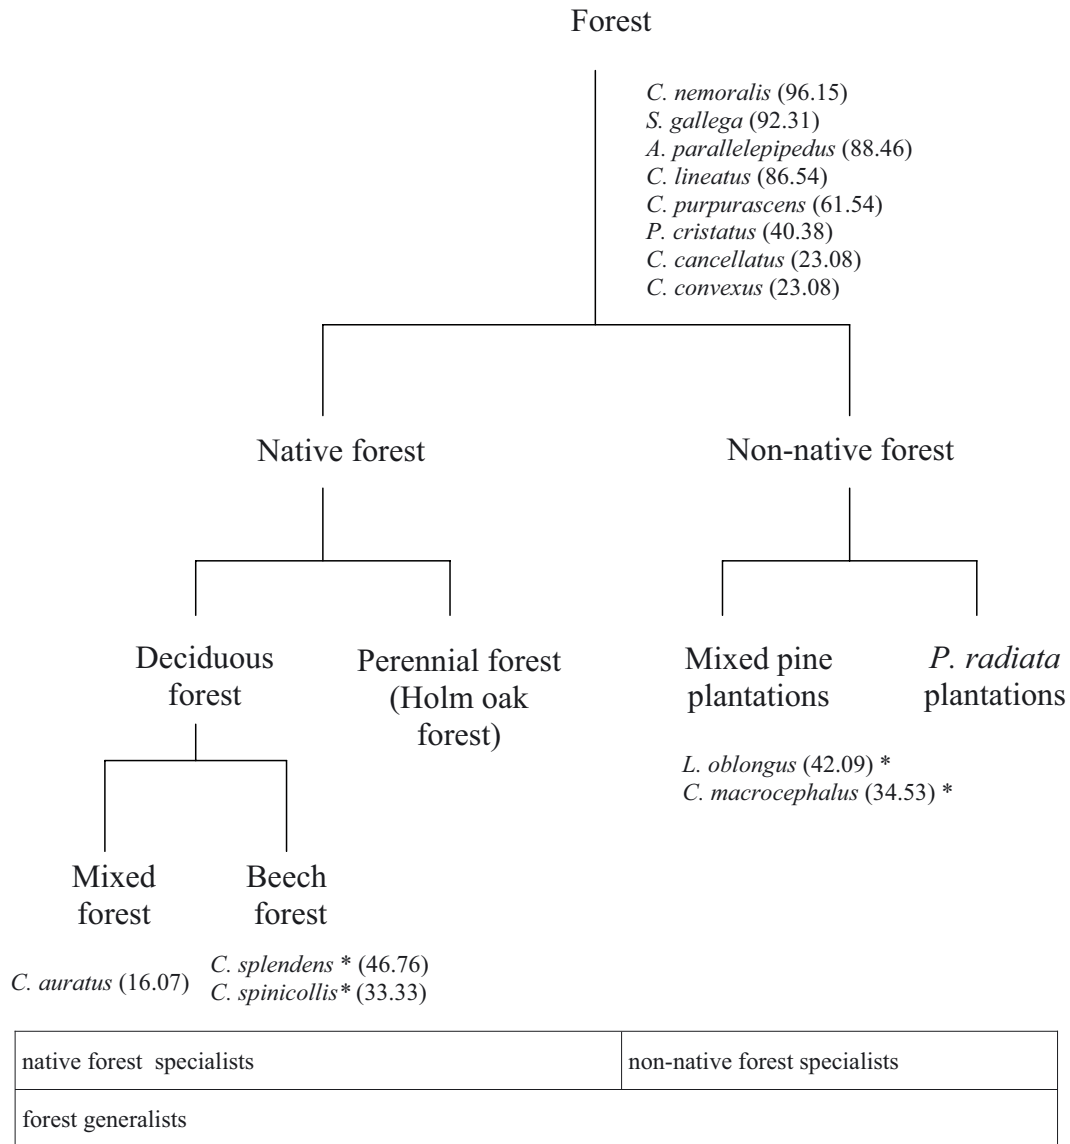 Forest
C. nemoralis (96.15)
S. gallega (92.31)
A. parallelepipedus (88.46)
C. lineatus (86.54)
C. purpurascens (61.54)
P. cristatus (40.38)
C. cancellatus (23.08)
C. convexus (23.08)
Native forest
Non-native forest
Deciduous
forest
Perennial forest
(Holm oak
forest)
Mixed pine
plantations
P. radiata
plantations
L. oblongus (42.09) *
C. macrocephalus (34.53) *
Mixed
forest
Beech
forest
C. auratus (16.07)
C. splendens * (46.76)
C. spinicollis* (33.33)
native forest specialists
non-native forest specialists
forest generalists